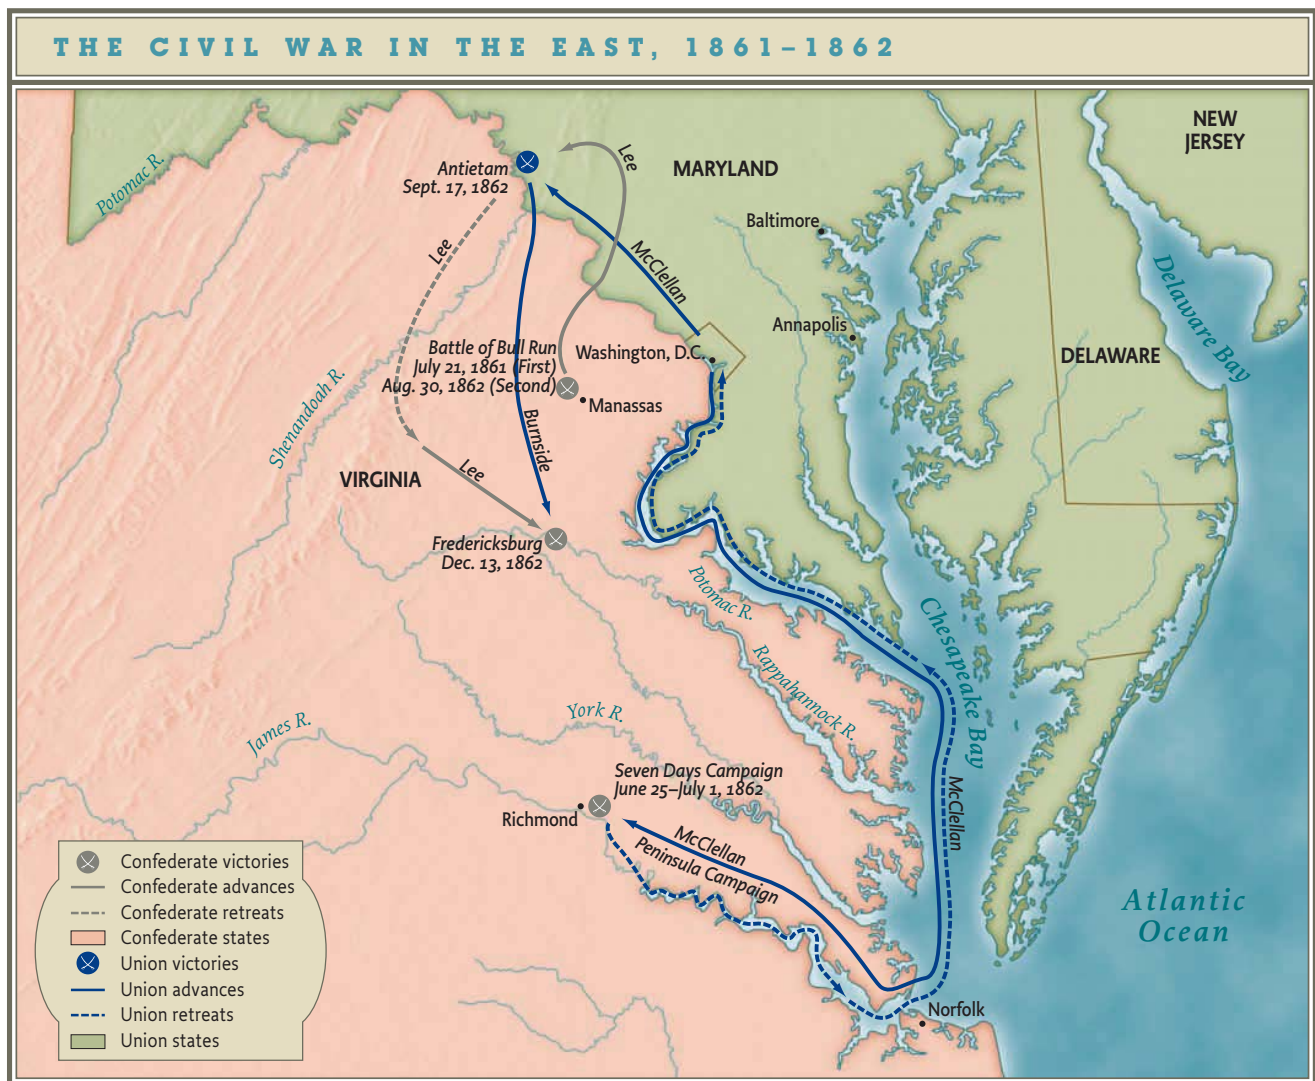 THE CIVIL WAR IN THE EAST, 1861–1862
NEW
JERSEY
MARYLAND
Potomac R.
Antietam
Sept. 17, 1862
Lee
Lee
McClellan
Baltimore
Delaware Bay
Annapolis
DELAWARE
Battle of Bull Run
July 21, 1861 (First)
Aug. 30, 1862 (Second)
Washington, D.C.
Manassas
Shenandoah R.
Burnside
Lee
VIRGINIA
Fredericksburg
Dec. 13, 1862
Potomac R.
Rappahannock R.
Chesapeake Bay
York R.
James R.
Seven Days Campaign
June 25–July 1, 1862
Richmond
McClellan
Peninsula Campaign
McClellan
Atlantic
Ocean
Norfolk
Confederate victories
Confederate advances
Confederate retreats
Confederate states
Union victories
Union advances
Union retreats
Union states